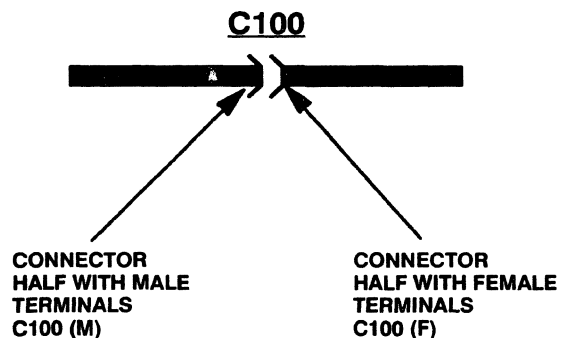 C100
CONNECTOR
HALF WITH MALE
TERMINALS
C100 (M)
CONNECTOR
HALF WITH FEMALE
TERMINALS
C100 (F)